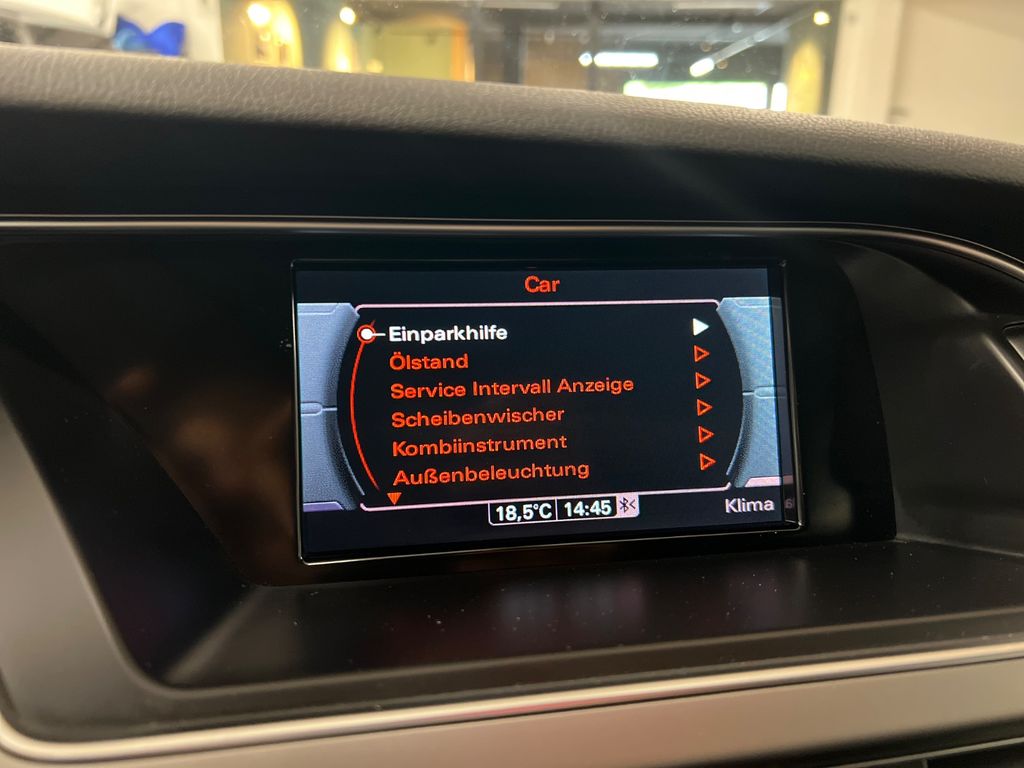 Car
Einparkhilfe
Ölstand
Service Intervall Anzeige
Scheibenwischer
Kombiinstrument
Außenbeleuchtung
18,5°C 14:45
Klima